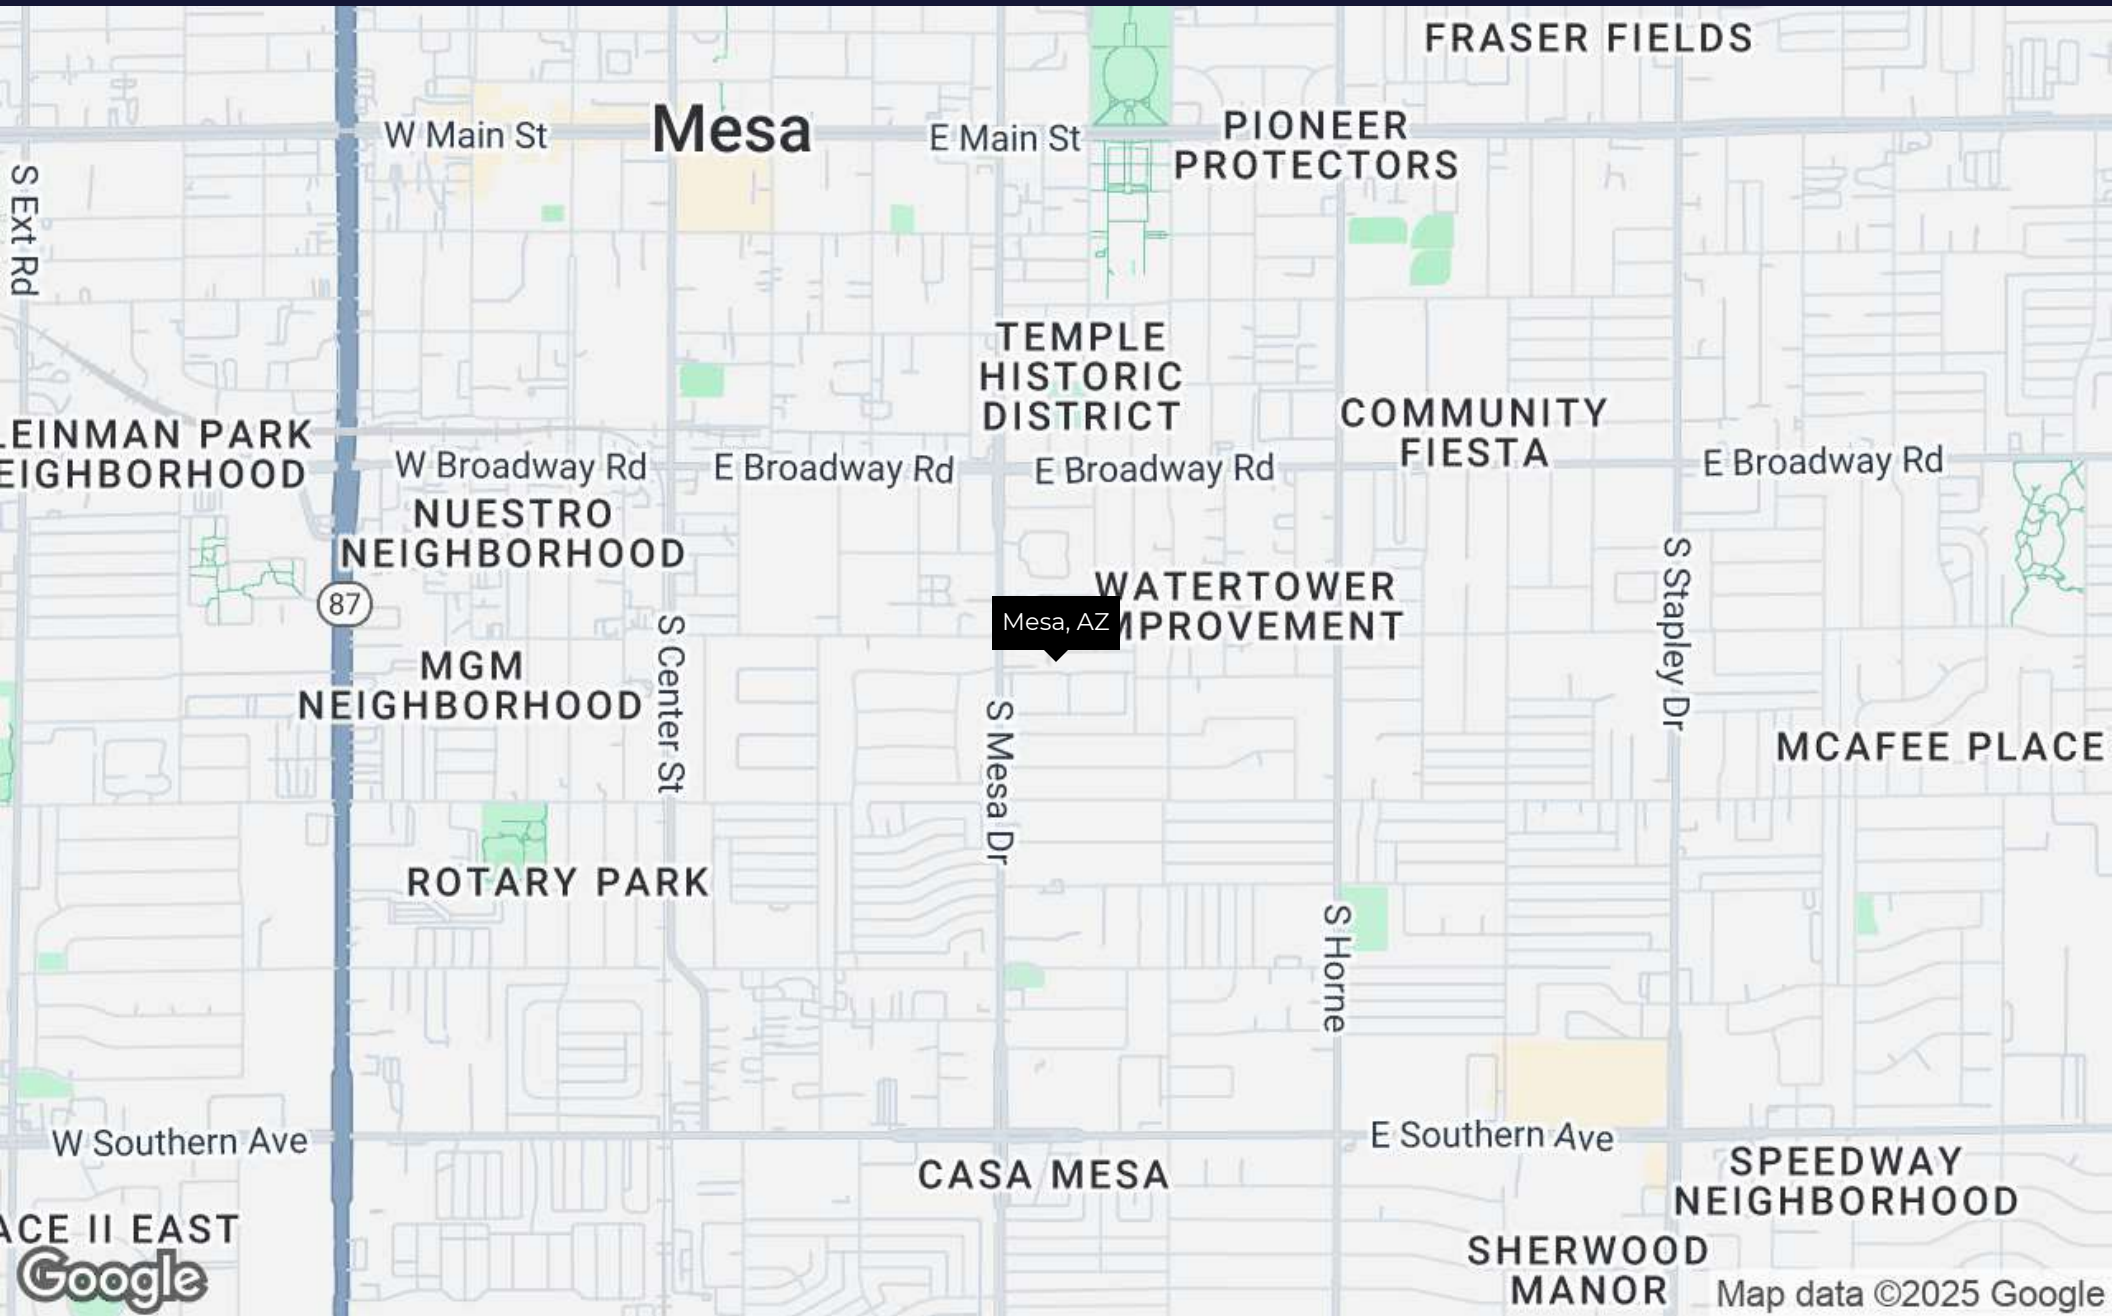 FRASER FIELDS
W Main St
Mesa
E Main St
PIONEER
PROTECTORS
S Ext Rd
TEMPLE
HISTORIC
DISTRICT
COMMUNITY
FIESTA
LEINMAN PARK
EIGHBORHOOD
W Broadway Rd
E Broadway Rd
E Broadway Rd
E Broadway Rd
NUESTRO
NEIGHBORHOOD
87
WATERTOWER
MPROVEMENT
Mesa, AZ
S Center St
S Stapley Dr
MGM
NEIGHBORHOOD
S Mesa Dr
MCAFEE PLACE
ROTARY PARK
S Horne
W Southern Ave
E Southern Ave
CASA MESA
SPEEDWAY
NEIGHBORHOOD
ACE II EAST
SHERWOOD
MANOR
Google
Map data ©2025 Google